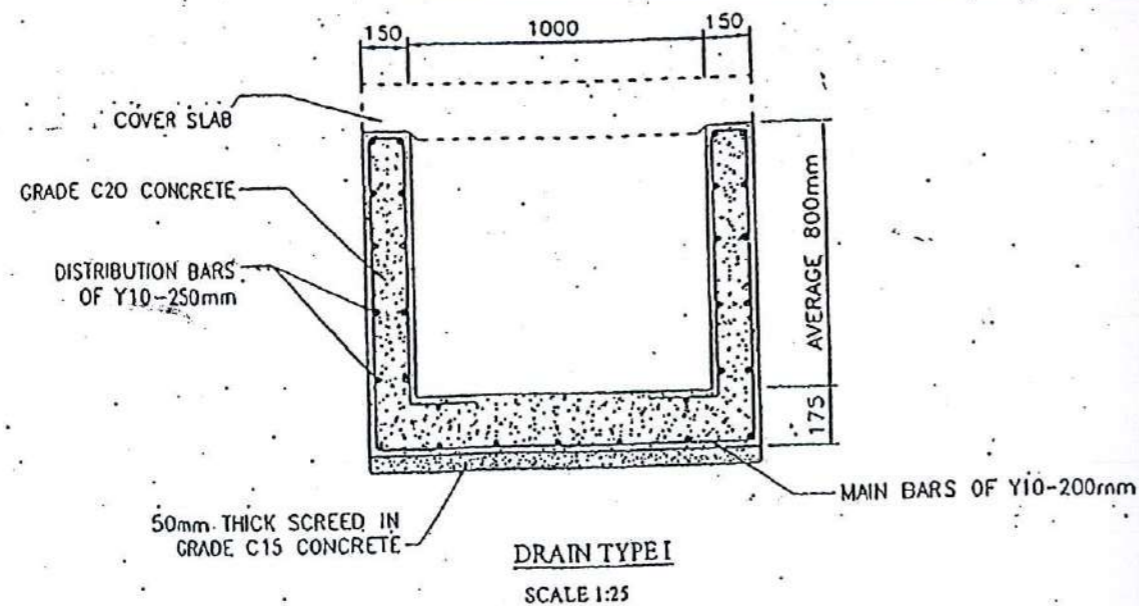 150 1000 150
COVER SLAB
GRADE C20 CONCRETE
DISTRIBUTION BARS
OF Y10-250mm
AVERAGE 800mm
175
MAIN BARS OF Y10-200mm
50mm THICK SCREED IN
GRADE C15 CONCRETE
DRAIN TYPE I
SCALE 1:25